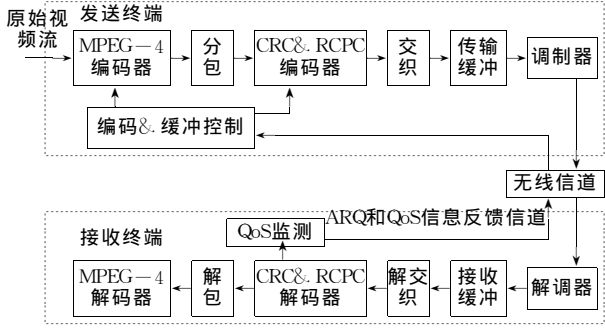 原始视
频流
发送终端
MPEG-4
编码器
分
包
CRC&.RCPC
编码器
交
织
传输
缓冲
调制器
编码&.缓冲控制
无线信道
ARQ和QoS信息反馈信道
接收终端
QoS监测
MPEG-4
解码器
解
包
CRC&.RCPC
解码器
解交
织
接收
缓冲
解调器